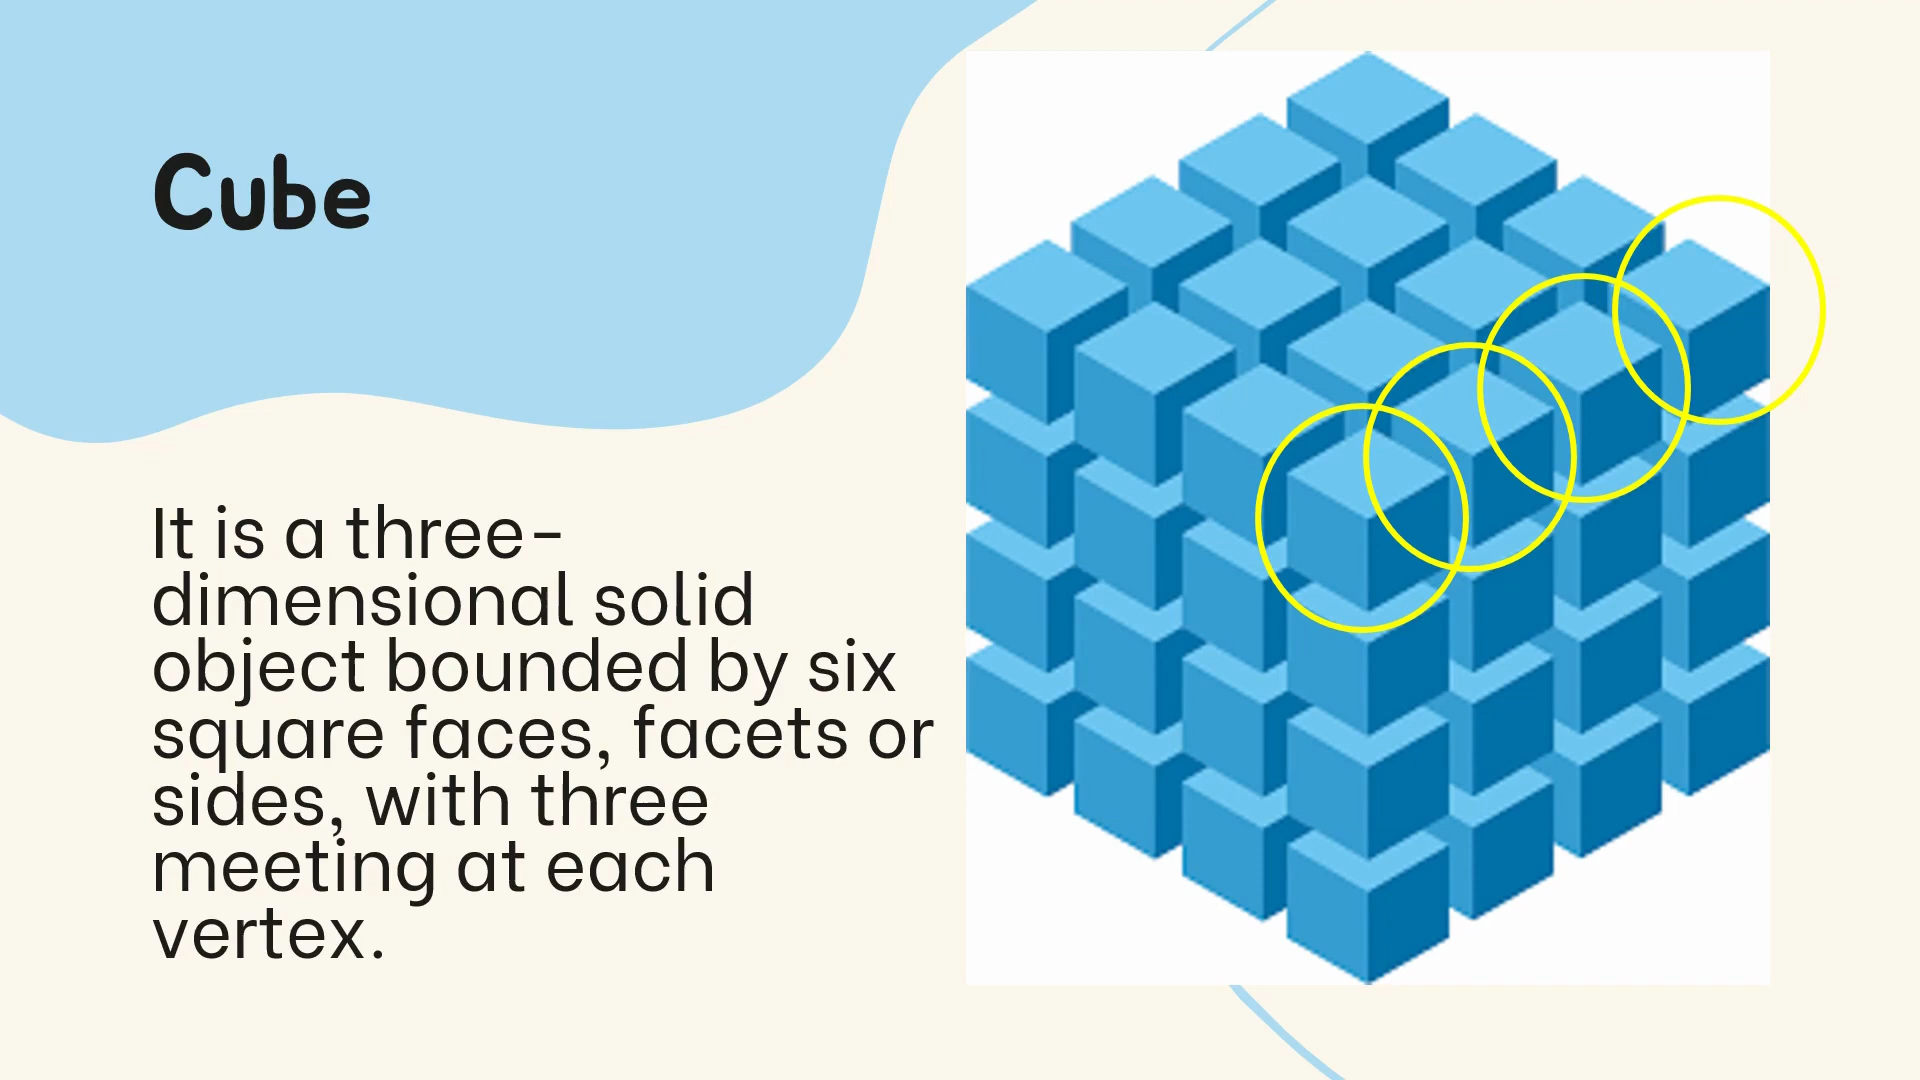 Cube
It is a three-
dimensional solid
object bounded by six
square faces, facets or
sides, with three
meeting at each
vertex.